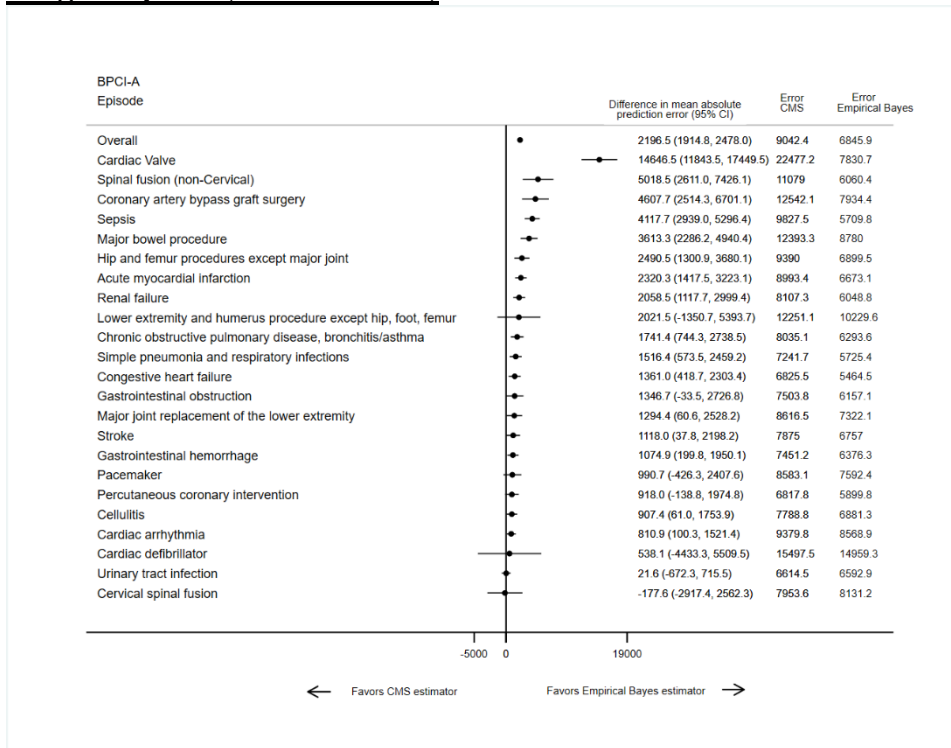 BPCI-A
Episode
Difference in mean absolute
prediction error (95% CI)
Error
CMS
Error
Empirical Bayes
Overall 2196.5 (1914.8, 2478.0) 9042.4 6845.9
Cardiac Valve 14646.5 (11843.5, 17449.5) 22477.2 7830.7
Spinal fusion (non-Cervical) 5018.5 (2611.0, 7426.1) 11079 6060.4
Coronary artery bypass graft surgery 4607.7 (2514.3, 6701.1) 12542.1 7934.4
Sepsis 4117.7 (2939.0, 5296.4) 9827.5 5709.8
Major bowel procedure 3613.3 (2286.2, 4940.4) 12393.3 8780
Hip and femur procedures except major joint 2490.5 (1300.9, 3680.1) 9390 6899.5
Acute myocardial infarction 2320.3 (1417.5, 3223.1) 8993.4 6673.1
Renal failure 2058.5 (1117.7, 2999.4) 8107.3 6048.8
Lower extremity and humerus procedure except hip, foot, femur 2021.5 (-1350.7, 5393.7) 12251.1 10229.6
Chronic obstructive pulmonary disease, bronchitis/asthma 1741.4 (744.3, 2738.5) 8035.1 6293.6
Simple pneumonia and respiratory infections 1516.4 (573.5, 2459.2) 7241.7 5725.4
Congestive heart failure 1361.0 (418.7, 2303.4) 6825.5 5464.5
Gastrointestinal obstruction 1346.7 (-33.5, 2726.8) 7503.8 6157.1
Major joint replacement of the lower extremity 1294.4 (60.6, 2528.2) 8616.5 7322.1
Stroke 1118.0 (37.8, 2198.2) 7875 6757
Gastrointestinal hemorrhage 1074.9 (199.8, 1950.1) 7451.2 6376.3
Pacemaker 990.7 (-426.3, 2407.6) 8583.1 7592.4
Percutaneous coronary intervention 918.0 (-138.8, 1974.8) 6817.8 5899.8
Cellulitis 907.4 (61.0, 1753.9) 7788.8 6881.3
Cardiac arrhythmia 810.9 (100.3, 1521.4) 9379.8 8568.9
Cardiac defibrillator 538.1 (-4433.3, 5509.5) 15497.5 14959.3
Urinary tract infection 21.6 (-672.3, 715.5) 6614.5 6592.9
Cervical spinal fusion -177.6 (-2917.4, 2562.3) 7953.6 8131.2
-5000 0 19000
← Favors CMS estimator Favors Empirical Bayes estimator →